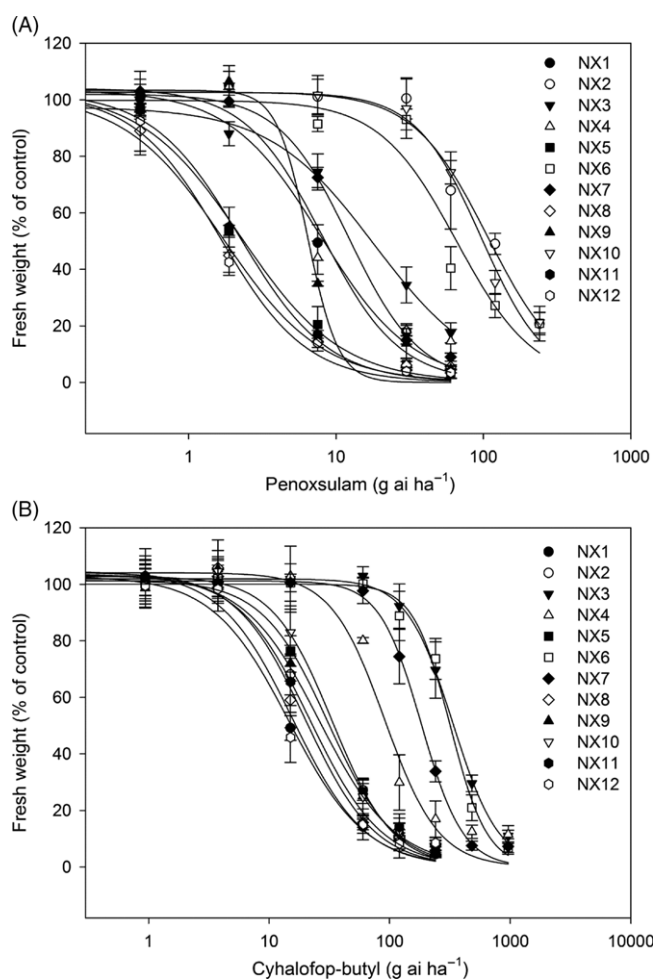 (A)
120
100
80
60
40
20
0
Fresh weight (% of control)
1
10
100
1000
Penoxsulam (g ai ha⁻¹)
NX1
NX2
NX3
NX4
NX5
NX6
NX7
NX8
NX9
NX10
NX11
NX12
(B)
120
100
80
60
40
20
0
Fresh weight (% of control)
1
10
100
1000
10000
Cyhalofop-butyl (g ai ha⁻¹)
NX1
NX2
NX3
NX4
NX5
NX6
NX7
NX8
NX9
NX10
NX11
NX12